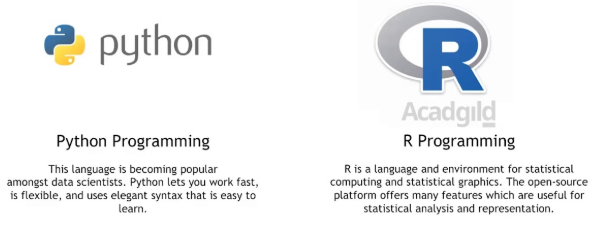 python
R
Acadgild
Python Programming
This language is becoming popular
amongst data scientists. Python lets you work fast,
is flexible, and uses elegant syntax that is easy to
learn.
R Programming
R is a language and environment for statistical
computing and statistical graphics. The open-source
platform offers many features which are useful for
statistical analysis and representation.